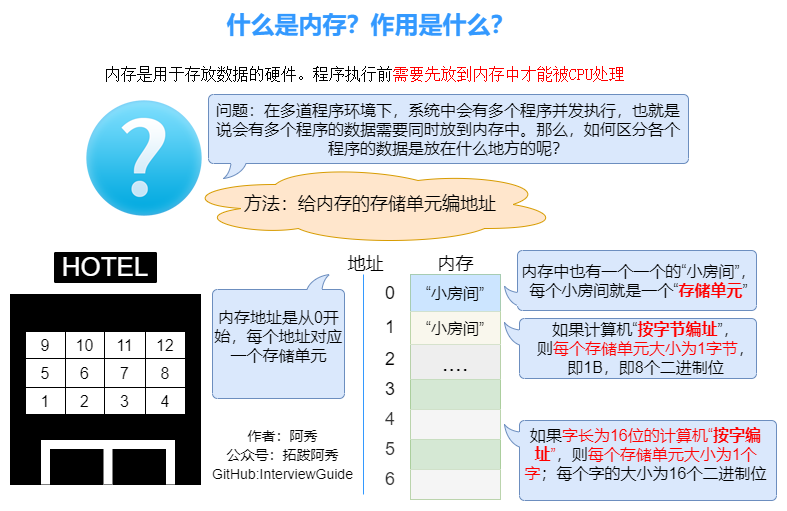 什么是内存？作用是什么？
内存是用于存放数据的硬件。程序执行前需要先放到内存中才能被CPU处理
?
问题：在多道程序环境下，系统中会有多个程序并发执行，也就是
说会有多个程序的数据需要同时放到内存中。那么，如何区分各个
程序的数据是放在什么地方的呢？
方法：给内存的存储单元编地址
HOTEL
9 10 11 12
5 6 7 8
1 2 3 4
内存地址是从0开
始，每个地址对应
一个存储单元
作者：阿秀
公众号：拓跋阿秀
GitHub:InterviewGuide
地址 内存
0 “小房间”
1 “小房间”
2 ....
3
4
5
6
内存中也有一个一个的“小房间”，
每个小房间就是一个“存储单元”
如果计算机“按字节编址”，
则每个存储单元大小为1字节，
即1B，即8个二进制位
如果字长为16位的计算机“按字编
址”，则每个存储单元大小为1个
字；每个字的大小为16个二进制位